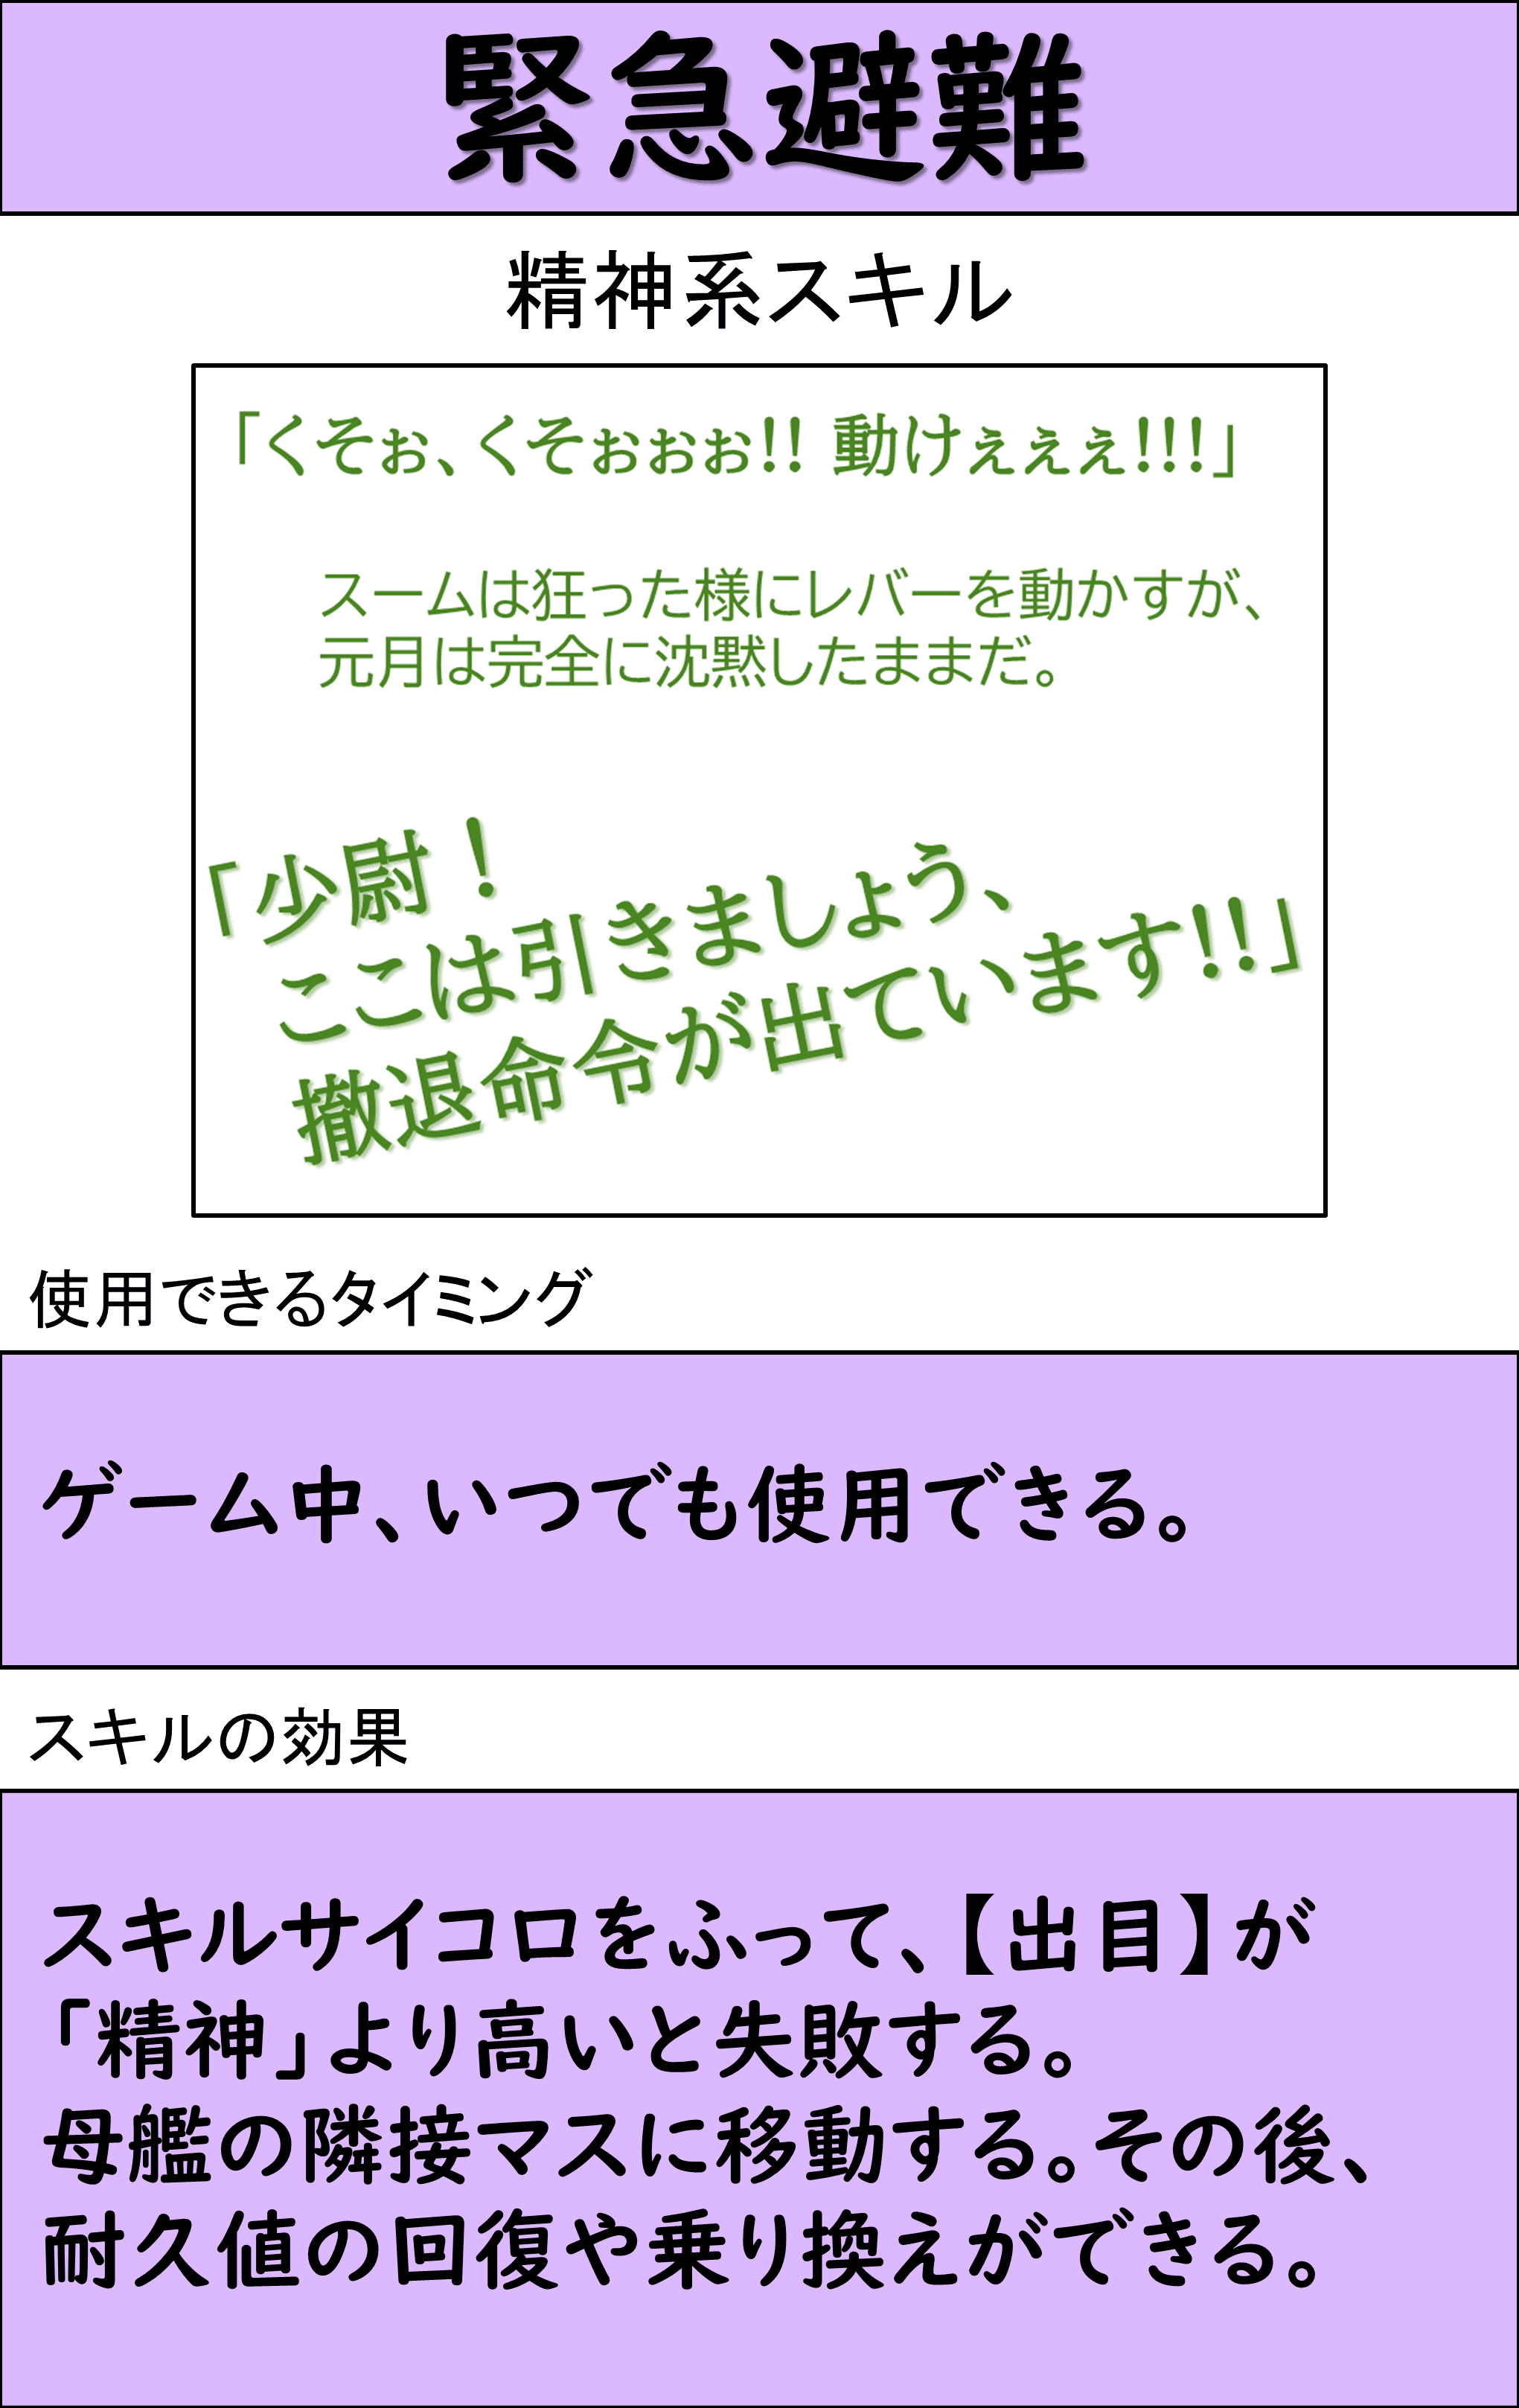 緊急避難
精神系スキル
「くそぉ、くそぉぉぉ!! 動けぇぇぇ!!!」
スームは狂った様にレバーを動かすが、
元月は完全に沈黙したままだ。
「少尉！
ここは引きましょう、
撤退命令が出ています!!」
使用できるタイミング
ゲーム中、いつでも使用できる。
スキルの効果
スキルサイコロをふって、【出目】が
「精神」より高いと失敗する。
母艦の隣接マスに移動する。その後、
耐久値の回復や乗り換えができる。